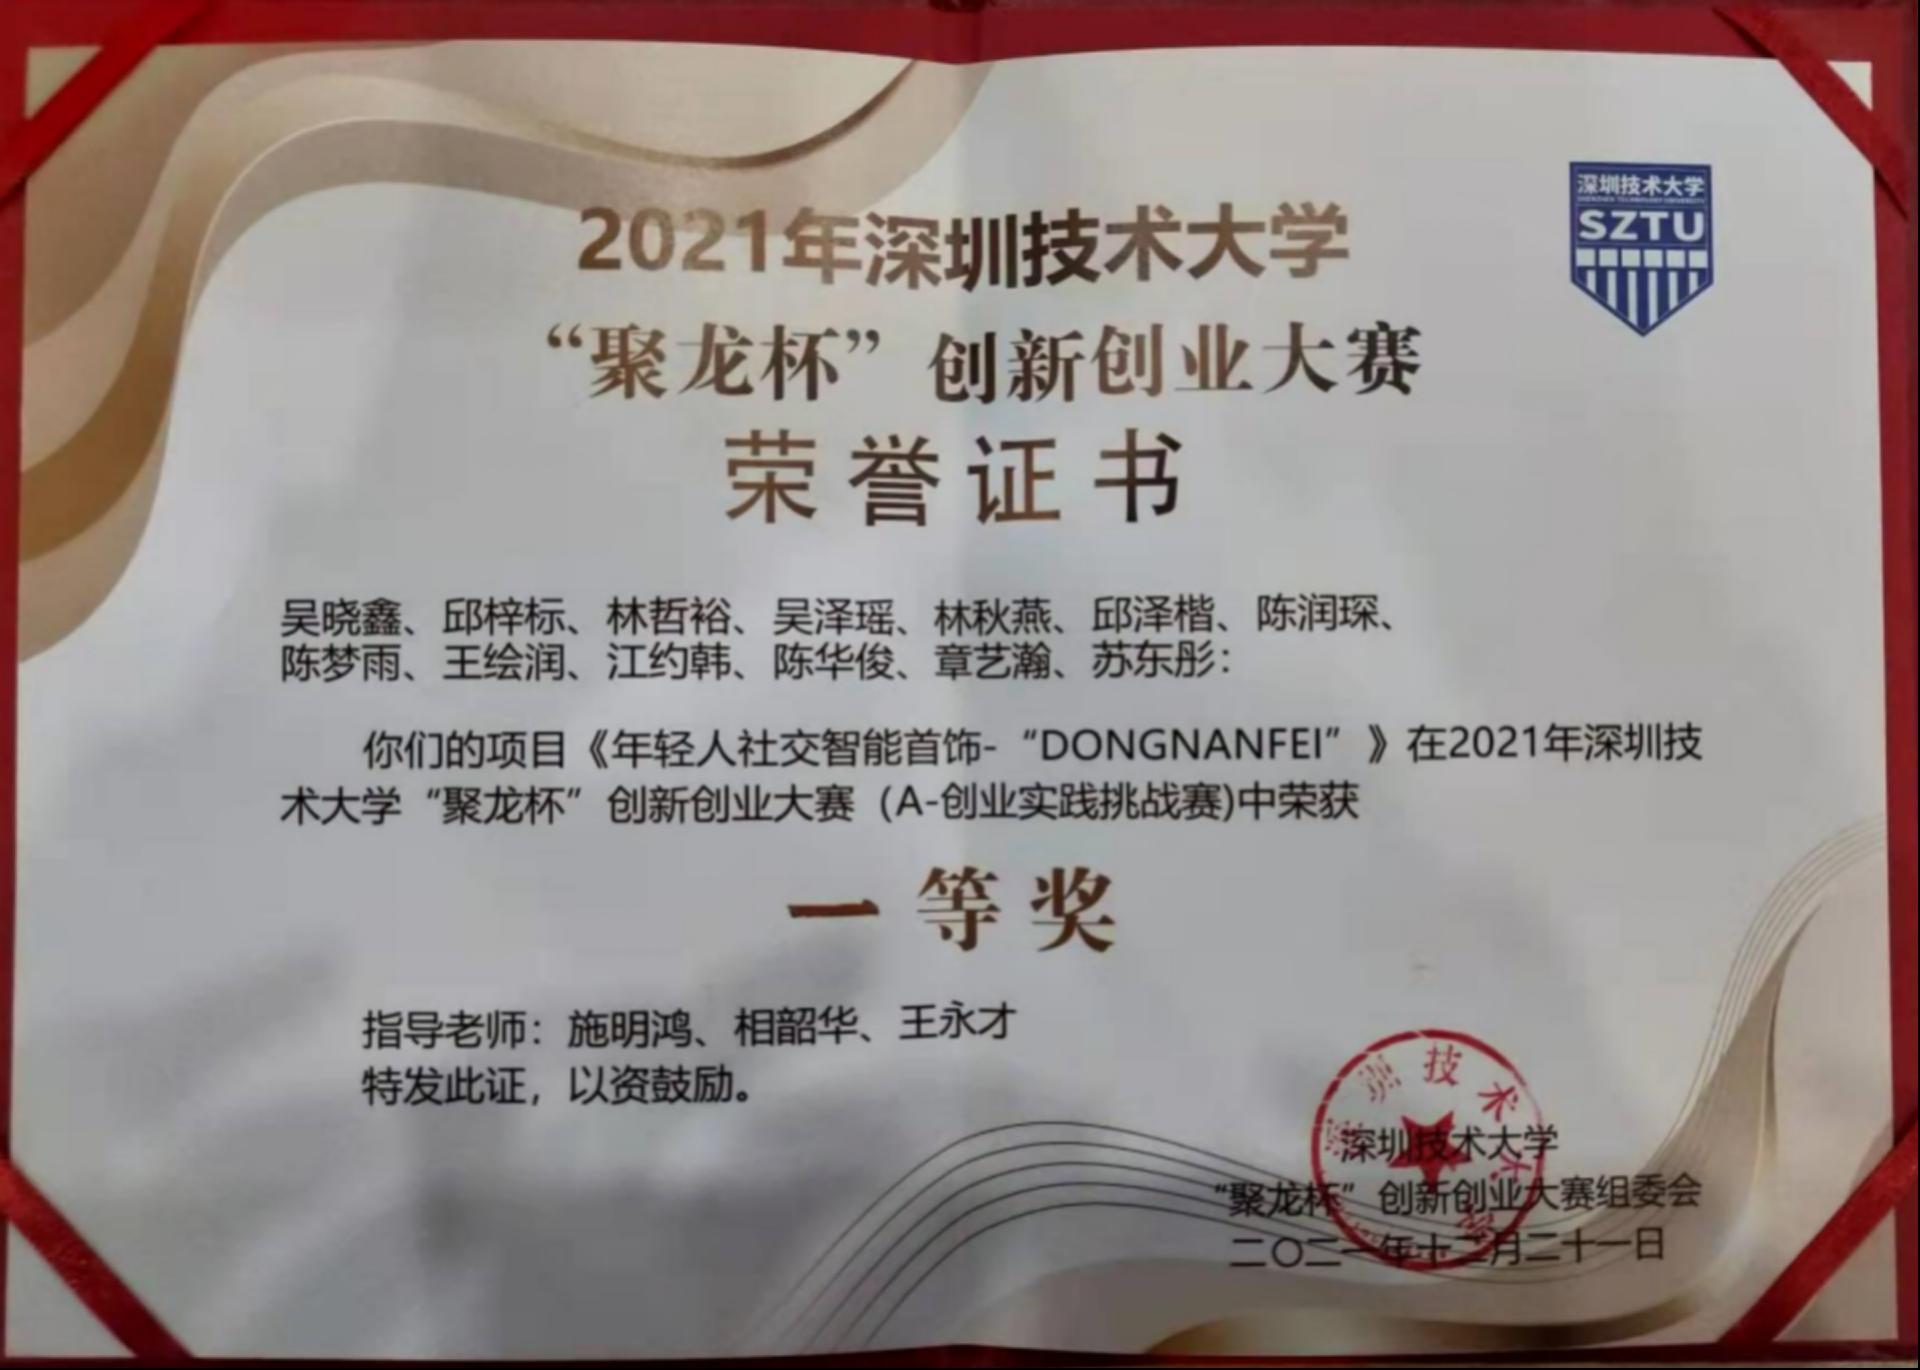 深圳技术大学
SZTU
2021年深圳技术大学
“聚龙杯”创新创业大赛
荣誉证书
吴晓鑫、邱梓标、林哲裕、吴泽瑶、林秋燕、邱泽楷、陈润琛、
陈梦雨、王绘润、江约韩、陈华俊、章艺瀚、苏东彤：
你们的项目《年轻人社交智能首饰-“DONGNANFEI”》在2021年深圳技
术大学“聚龙杯”创新创业大赛（A-创业实践挑战赛)中荣获
一等奖
指导老师：施明鸿、相韶华、王永才
特发此证，以资鼓励。
技术大
深圳技术大学
“聚龙杯”创新创业大赛组委会
二〇二一年十二月二十一日